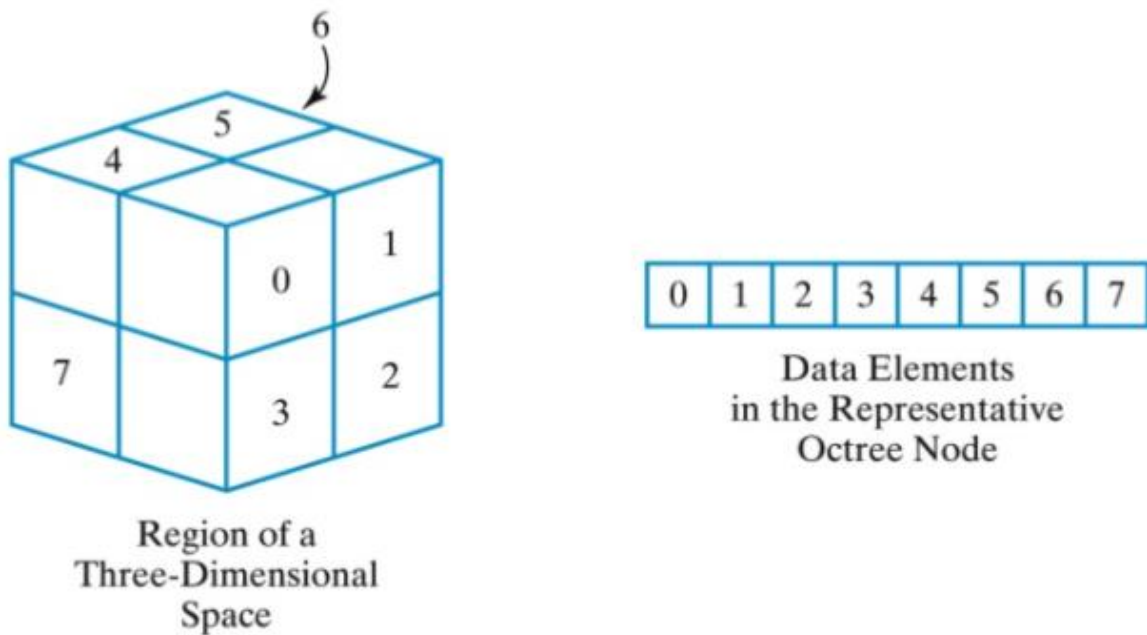 6
5
4
1
0
7
2
3
0 1 2 3 4 5 6 7
Region of a
Three-Dimensional
Space
Data Elements
in the Representative
Octree Node